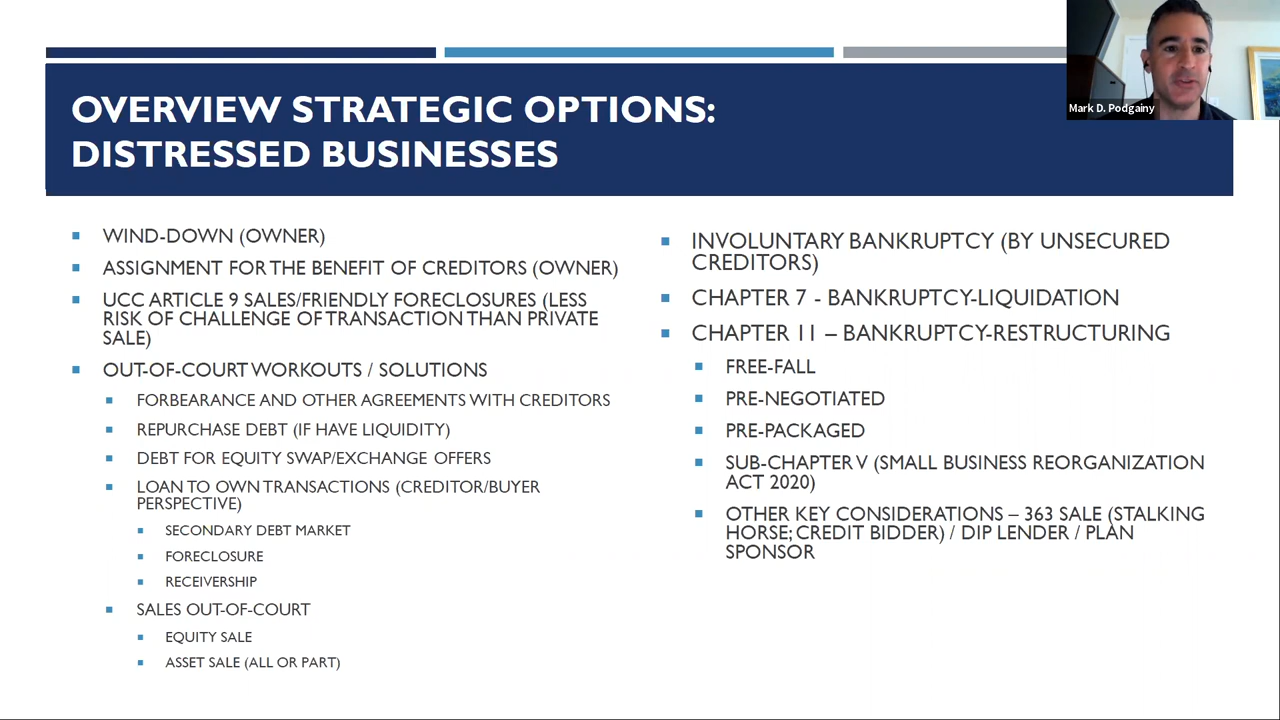 OVERVIEW STRATEGIC OPTIONS:
DISTRESSED BUSINESSES
Mark D. Podgainy
WIND-DOWN (OWNER)
ASSIGNMENT FOR THE BENEFIT OF CREDITORS (OWNER)
UCC ARTICLE 9 SALES/FRIENDLY FORECLOSURES (LESS
RISK OF CHALLENGE OF TRANSACTION THAN PRIVATE
SALE)
OUT-OF-COURT WORKOUTS / SOLUTIONS
FORBEARANCE AND OTHER AGREEMENTS WITH CREDITORS
REPURCHASE DEBT (IF HAVE LIQUIDITY)
DEBT FOR EQUITY SWAP/EXCHANGE OFFERS
LOAN TO OWN TRANSACTIONS (CREDITOR/BUYER
PERSPECTIVE)
SECONDARY DEBT MARKET
FORECLOSURE
RECEIVERSHIP
SALES OUT-OF-COURT
EQUITY SALE
ASSET SALE (ALL OR PART)
INVOLUNTARY BANKRUPTCY (BY UNSECURED
CREDITORS)
CHAPTER 7 - BANKRUPTCY-LIQUIDATION
CHAPTER 11 – BANKRUPTCY-RESTRUCTURING
FREE-FALL
PRE-NEGOTIATED
PRE-PACKAGED
SUB-CHAPTER V (SMALL BUSINESS REORGANIZATION
ACT 2020)
OTHER KEY CONSIDERATIONS – 363 SALE (STALKING
HORSE; CREDIT BIDDER) / DIP LENDER / PLAN
SPONSOR